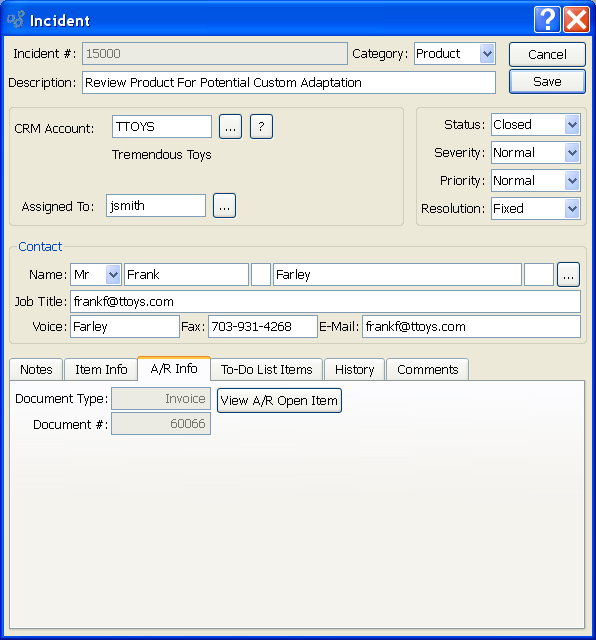 Incident
Incident #: 15000 Category: Product Cancel
Description: Review Product For Potential Custom Adaptation Save
CRM Account: TTOYS ... ?
Tremendous Toys
Assigned To: jsmith ...
Status: Closed
Severity: Normal
Priority: Normal
Resolution: Fixed
Contact
Name: Mr Frank Farley ...
Job Title: frankf@ttoys.com
Voice: Farley Fax: 703-931-4268 E-Mail: frankf@ttoys.com
Notes Item Info A/R Info To-Do List Items History Comments
Document Type: Invoice View A/R Open Item
Document #: 60066